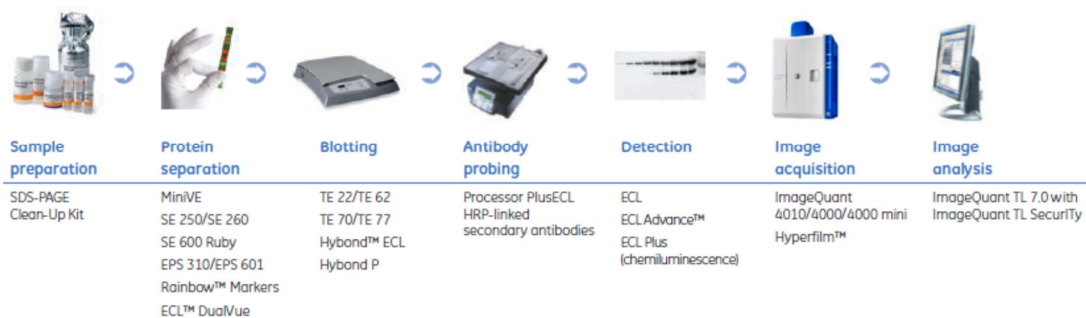 Sample
preparation
Protein
separation
Blotting
Antibody
probing
Detection
Image
acquisition
Image
analysis
SDS-PAGE
Clean-Up Kit
MiniVE
SE 250/SE 260
SE 600 Ruby
EPS 310/EPS 601
Rainbow™ Markers
ECL™ DualVue
TE 22/TE 62
TE 70/TE 77
Hybond™ ECL
Hybond P
Processor PlusECL
HRP-linked
secondary antibodies
ECL
ECL Advance™
ECL Plus
(chemiluminescence)
ImageQuant
4010/4000/4000 mini
Hyperfilm™
ImageQuant TL 7.0 with
ImageQuant TL SecurITy